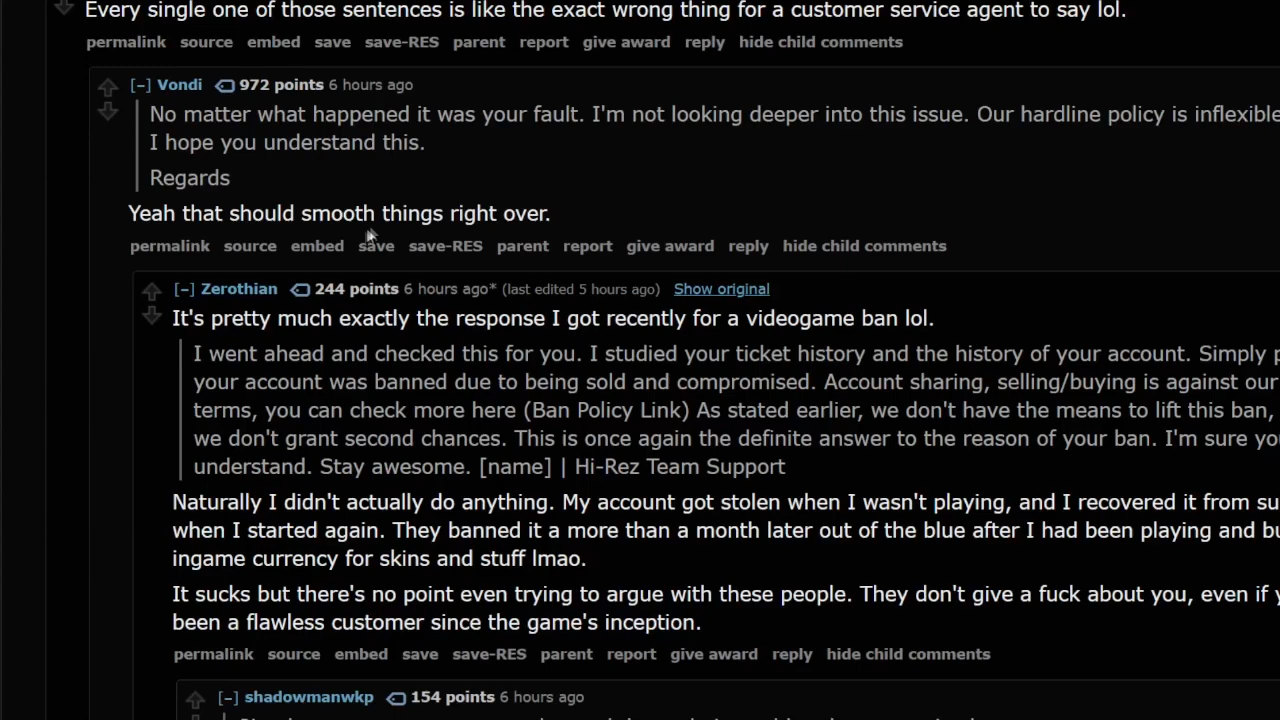 Every single one of those sentences is like the exact wrong thing for a customer service agent to say lol.
permalink source embed save save-RES parent report give award reply hide child comments
[–] Vondi 972 points 6 hours ago
No matter what happened it was your fault. I'm not looking deeper into this issue. Our hardline policy is inflexible
I hope you understand this.
Regards
Yeah that should smooth things right over.
permalink source embed save save-RES parent report give award reply hide child comments
[–] Zerothian 244 points 6 hours ago* (last edited 5 hours ago) Show original
It's pretty much exactly the response I got recently for a videogame ban lol.
I went ahead and checked this for you. I studied your ticket history and the history of your account. Simply p
your account was banned due to being sold and compromised. Account sharing, selling/buying is against our
terms, you can check more here (Ban Policy Link) As stated earlier, we don't have the means to lift this ban,
we don't grant second chances. This is once again the definite answer to the reason of your ban. I'm sure yo
understand. Stay awesome. [name] | Hi-Rez Team Support
Naturally I didn't actually do anything. My account got stolen when I wasn't playing, and I recovered it from su
when I started again. They banned it a more than a month later out of the blue after I had been playing and bu
ingame currency for skins and stuff lmao.
It sucks but there's no point even trying to argue with these people. They don't give a fuck about you, even if y
been a flawless customer since the game's inception.
permalink source embed save save-RES parent report give award reply hide child comments
[–] shadowmanwkp 154 points 6 hours ago